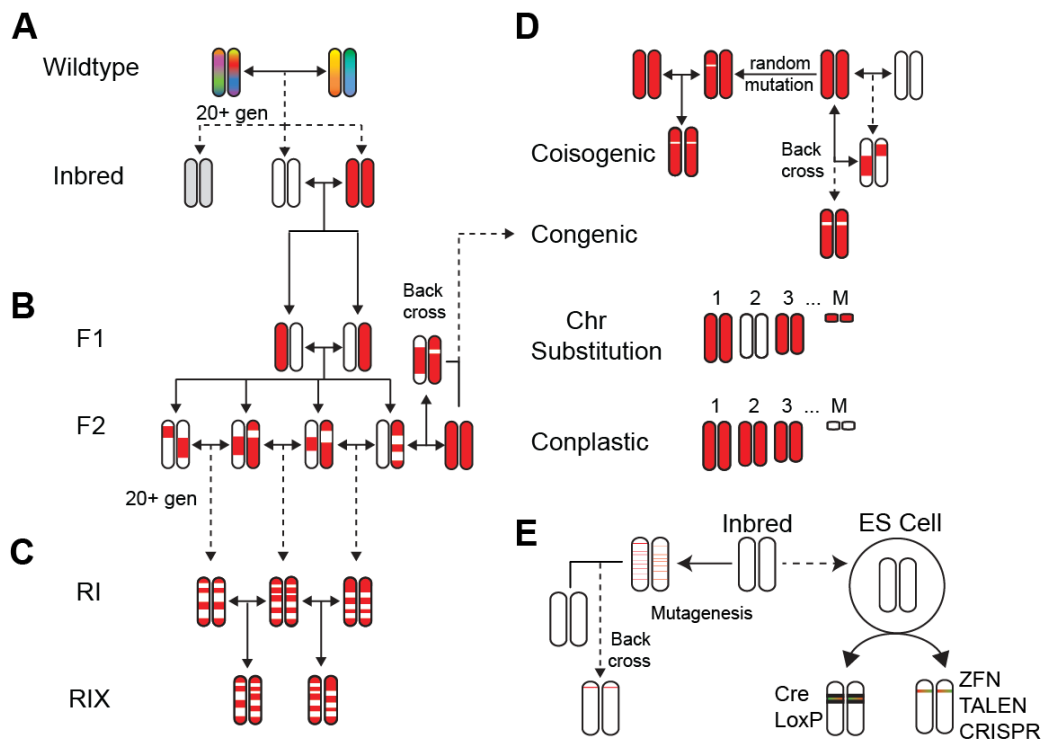 A
Wildtype
20+ gen
Inbred
B
F1
Back
cross
F2
20+ gen
C
RI
RIX
D
random
mutation
Coisogenic
Back
cross
Congenic
1 2 3 ... M
Chr
Substitution
1 2 3 ... M
Conplastic
E
Inbred
ES Cell
Mutagenesis
Back
cross
Cre
LoxP
ZFN
TALEN
CRISPR